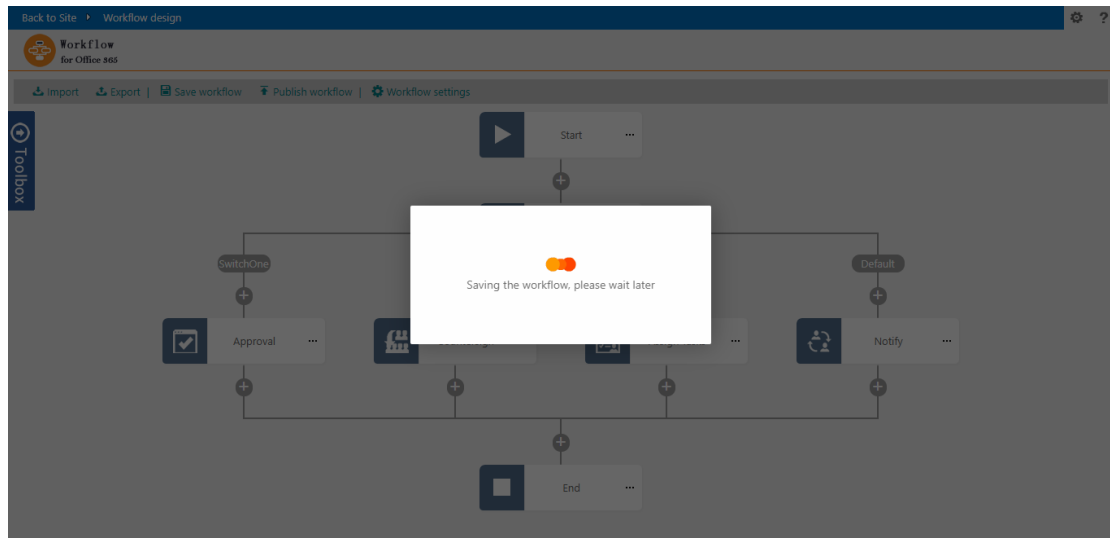 Back to Site Workflow design ?
Workflow
for Office 365
Import Export | Save workflow Publish workflow | Workflow settings
Toolbox
Start ...
Saving the workflow, please wait later
SwitchOne
Default
Approval ...
...
Notify ...
End ...